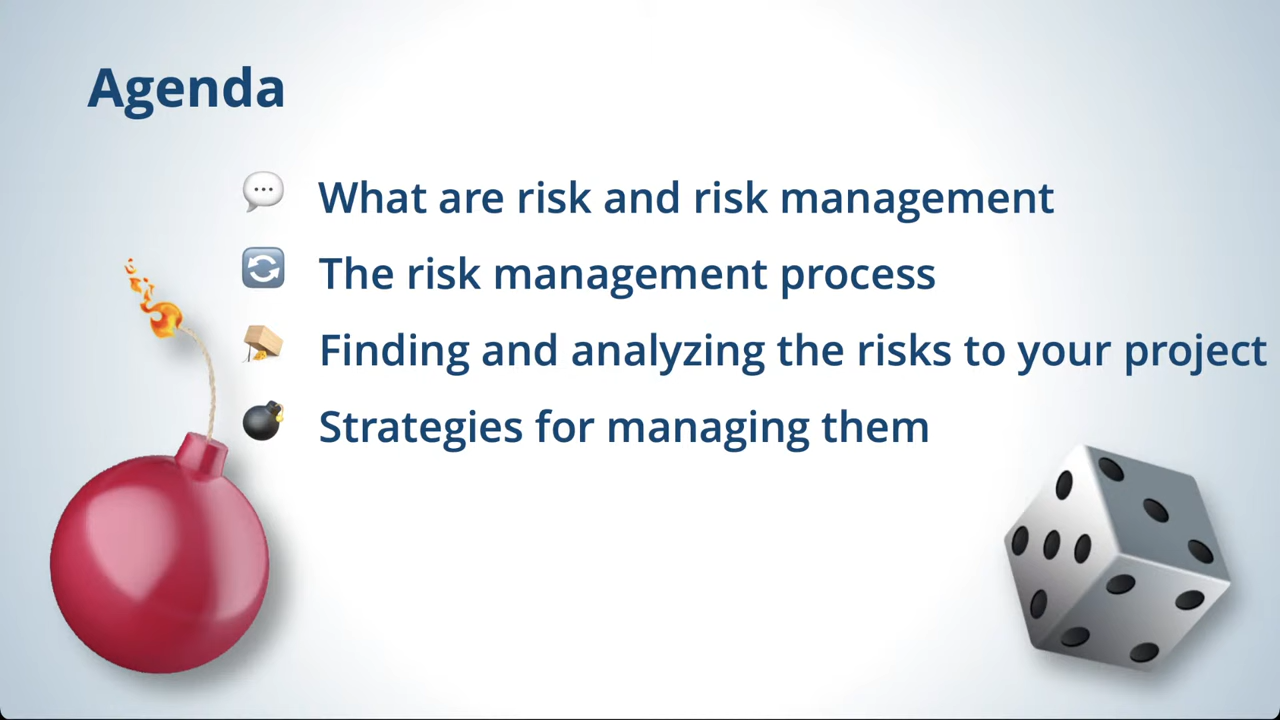 Agenda
What are risk and risk management
The risk management process
Finding and analyzing the risks to your project
Strategies for managing them